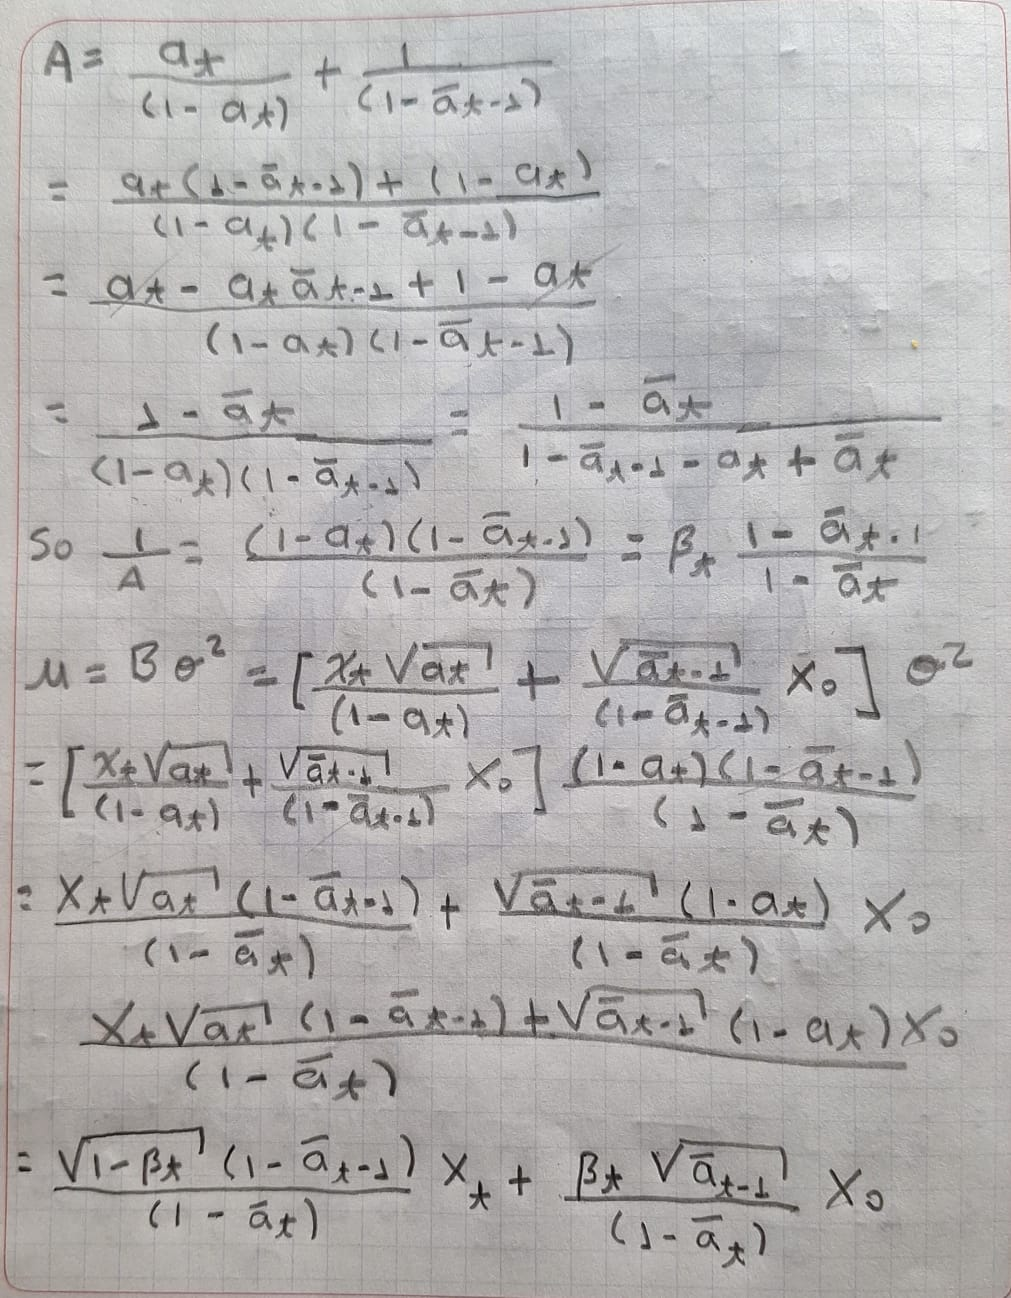 A = a_t / (1 - a_t) + 1 / (1 - ā_{t-1})
= (a_t (1 - ā_{t-1}) + (1 - a_t)) / ((1 - a_t)(1 - ā_{t-1}))
= (a_t - a_t ā_{t-1} + 1 - a_t) / ((1 - a_t)(1 - ā_{t-1}))
= (1 - ā_t) / ((1 - a_t)(1 - ā_{t-1})) = (1 - ā_t) / (1 - ā_{t-1} - a_t + ā_t)
So 1/A = (1 - a_t)(1 - ā_{t-1}) / (1 - ā_t) = β_t (1 - ā_{t-1}) / (1 - ā_t)
μ = B σ² = [x_t √a_t / (1 - a_t) + √ā_{t-1} / (1 - ā_{t-1}) x_0] σ²
= [x_t √a_t / (1 - a_t) + √ā_{t-1} / (1 - ā_{t-1}) x_0] (1 - a_t)(1 - ā_{t-1}) / (1 - ā_t)
= x_t √a_t (1 - ā_{t-1}) / (1 - ā_t) + √ā_{t-1} (1 - a_t) / (1 - ā_t) x_0
(x_t √a_t (1 - ā_{t-1}) + √ā_{t-1} (1 - a_t) x_0) / (1 - ā_t)
= √(1 - β_t) (1 - ā_{t-1}) / (1 - ā_t) x_t + β_t √ā_{t-1} / (1 - ā_t) x_0